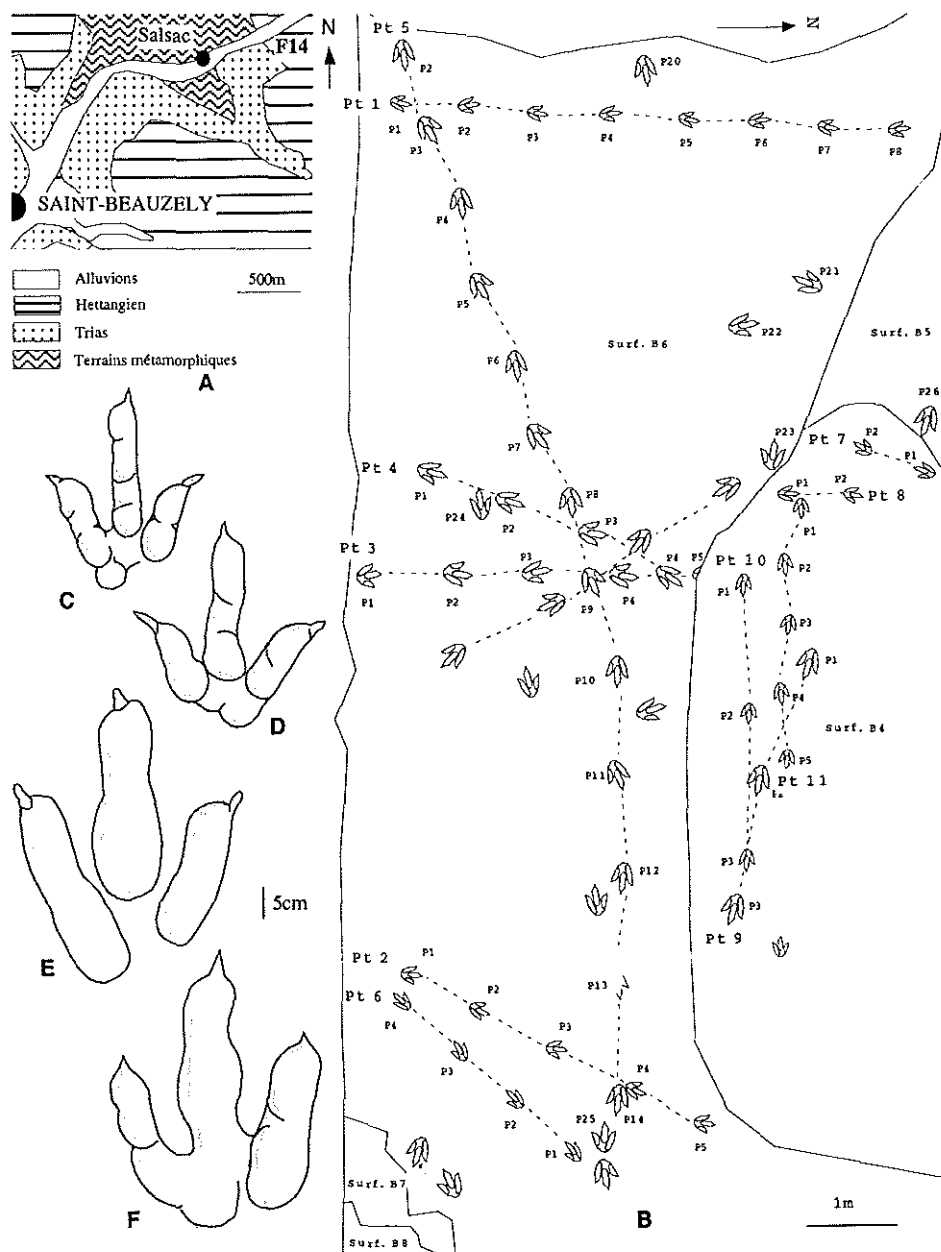 Salsac
F14
N
SAINT-BEAUZELY
Alluvions
500m
Hettangien
Trias
Terrains métamorphiques
A
C
D
E
5cm
F
B
N
Pt 5
P2
P20
Pt 1
P1
P2
P3
P4
P5
P6
P7
P8
P3
P4
P5
P21
P22
Surf. B6
Surf. B5
P6
P26
P7
P23
Pt 7
P2
P1
Pt 4
P1
P24
P2
P8
P3
P1
P2
Pt 8
P1
Pt 3
P1
P2
P3
P9
P4
P4
P5
Pt 10
P1
P2
P3
P1
P10
P4
P2
Surf. B4
P5
P11
Pt 11
P12
P3
P3
Pt 9
Pt 2
P1
Pt 6
P2
P4
P13
P3
P3
P4
P2
P14
P25
P1
P5
Surf. B7
Surf. B8
1m